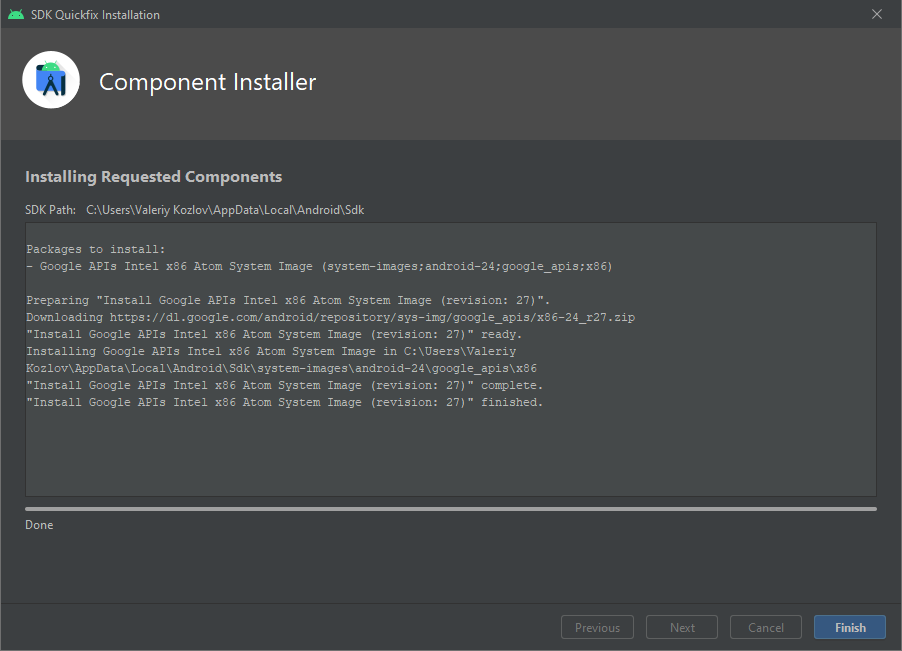 SDK Quickfix Installation
Component Installer
Installing Requested Components
SDK Path: C:\Users\Valeriy Kozlov\AppData\Local\Android\Sdk
Packages to install:
- Google APIs Intel x86 Atom System Image (system-images;android-24;google_apis;x86)
Preparing "Install Google APIs Intel x86 Atom System Image (revision: 27)".
Downloading https://dl.google.com/android/repository/sys-img/google_apis/x86-24_r27.zip
"Install Google APIs Intel x86 Atom System Image (revision: 27)" ready.
Installing Google APIs Intel x86 Atom System Image in C:\Users\Valeriy
Kozlov\AppData\Local\Android\Sdk\system-images\android-24\google_apis\x86
"Install Google APIs Intel x86 Atom System Image (revision: 27)" complete.
"Install Google APIs Intel x86 Atom System Image (revision: 27)" finished.
Done
Previous Next Cancel Finish